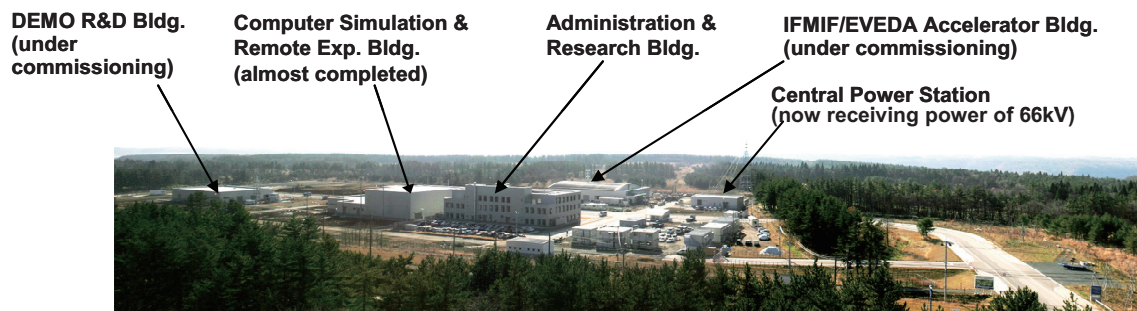 DEMO R&D Bldg.
(under
commissioning)
Computer Simulation &
Remote Exp. Bldg.
(almost completed)
Administration &
Research Bldg.
IFMIF/EVEDA Accelerator Bldg.
(under commissioning)
Central Power Station
(now receiving power of 66kV)